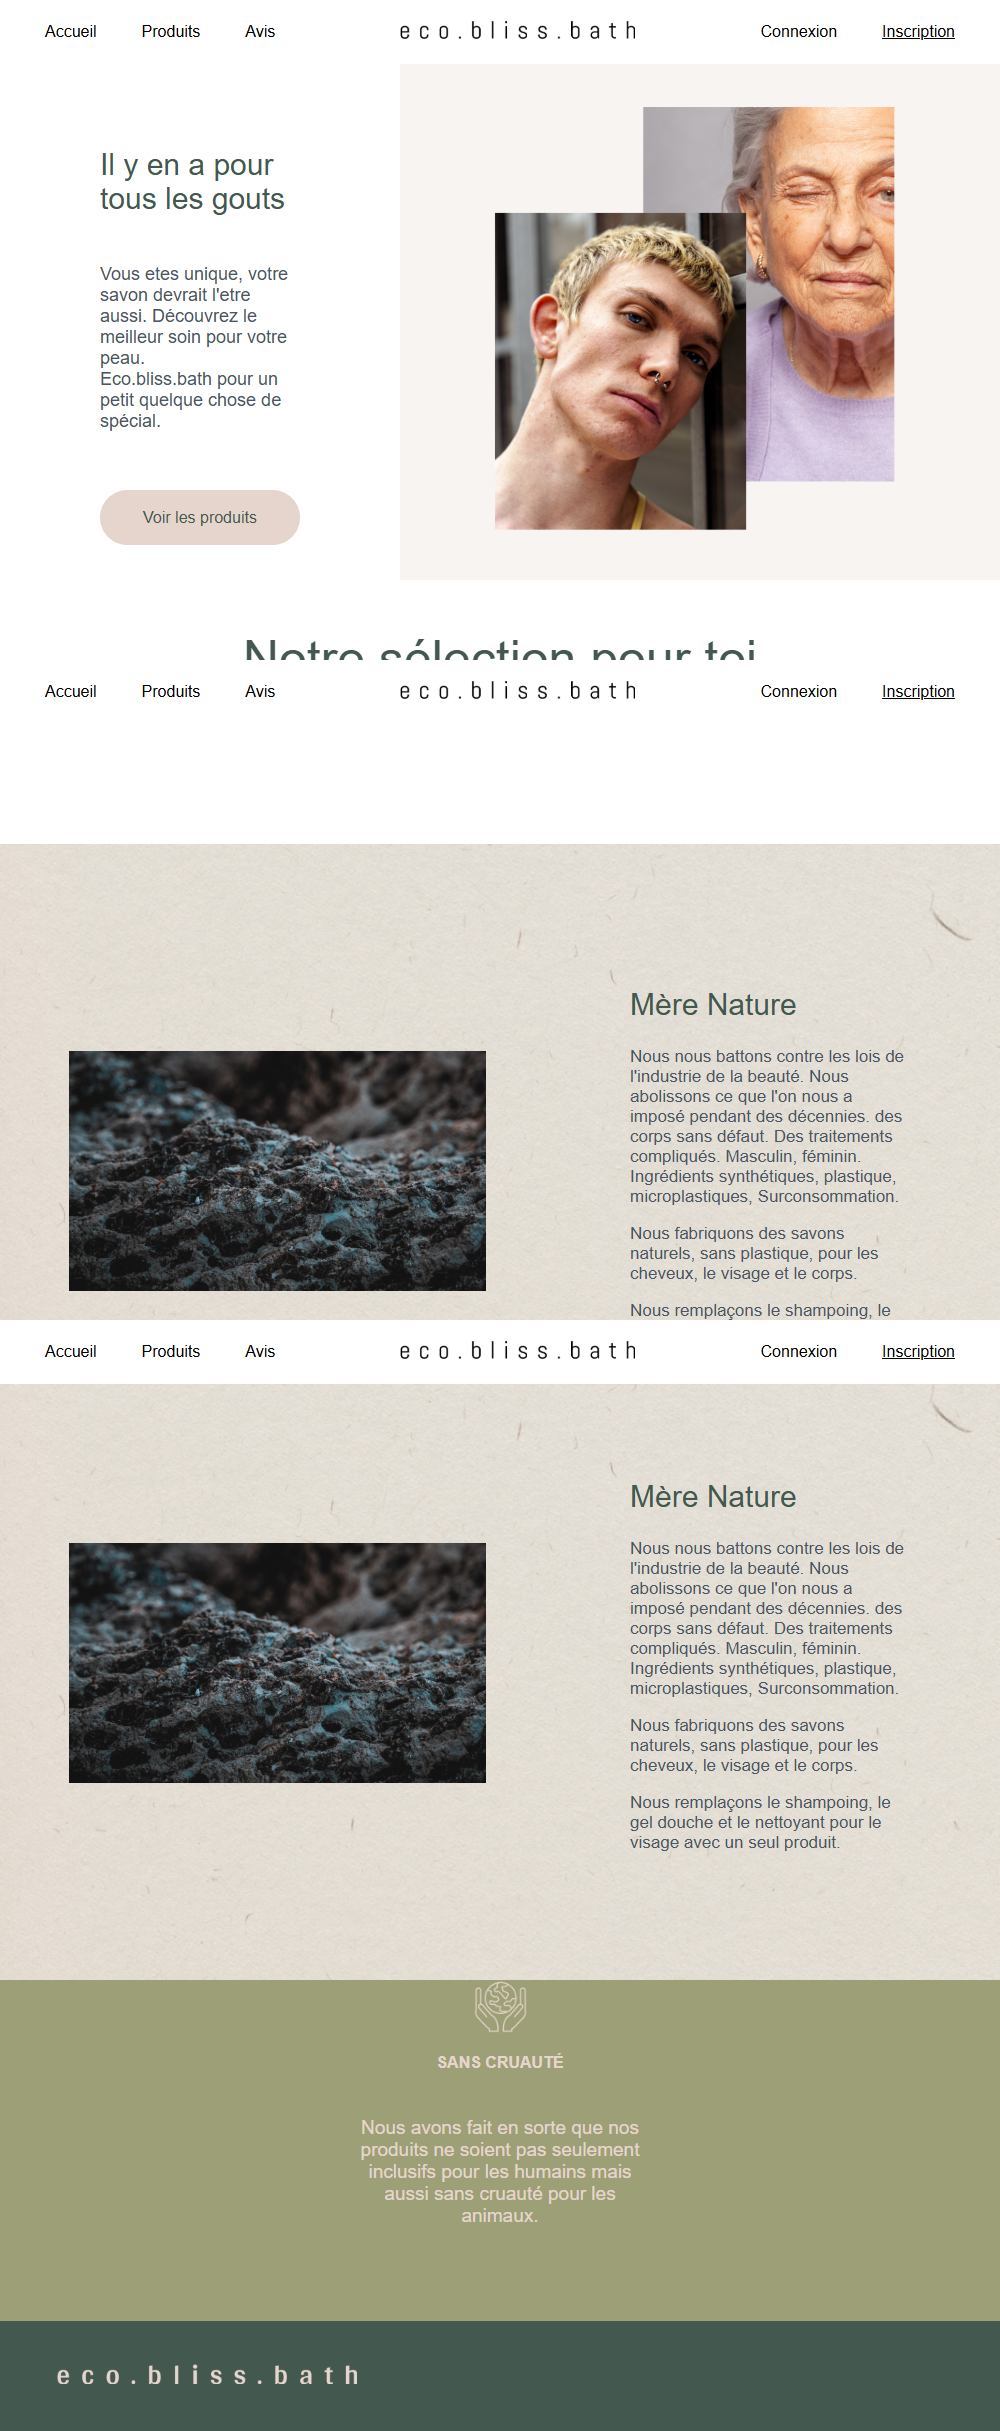 Accueil Produits Avis eco.bliss.bath Connexion Inscription
Il y en a pour
tous les gouts
Vous etes unique, votre
savon devrait l'etre
aussi. Découvrez le
meilleur soin pour votre
peau.
Eco.bliss.bath pour un
petit quelque chose de
spécial.
Voir les produits
Notre sélection pour toi
Accueil Produits Avis eco.bliss.bath Connexion Inscription
Mère Nature
Nous nous battons contre les lois de
l'industrie de la beauté. Nous
abolissons ce que l'on nous a
imposé pendant des décennies. des
corps sans défaut. Des traitements
compliqués. Masculin, féminin.
Ingrédients synthétiques, plastique,
microplastiques, Surconsommation.
Nous fabriquons des savons
naturels, sans plastique, pour les
cheveux, le visage et le corps.
Nous remplaçons le shampoing, le
Accueil Produits Avis eco.bliss.bath Connexion Inscription
Mère Nature
Nous nous battons contre les lois de
l'industrie de la beauté. Nous
abolissons ce que l'on nous a
imposé pendant des décennies. des
corps sans défaut. Des traitements
compliqués. Masculin, féminin.
Ingrédients synthétiques, plastique,
microplastiques, Surconsommation.
Nous fabriquons des savons
naturels, sans plastique, pour les
cheveux, le visage et le corps.
Nous remplaçons le shampoing, le
gel douche et le nettoyant pour le
visage avec un seul produit.
SANS CRUAUTÉ
Nous avons fait en sorte que nos
produits ne soient pas seulement
inclusifs pour les humains mais
aussi sans cruauté pour les
animaux.
eco.bliss.bath